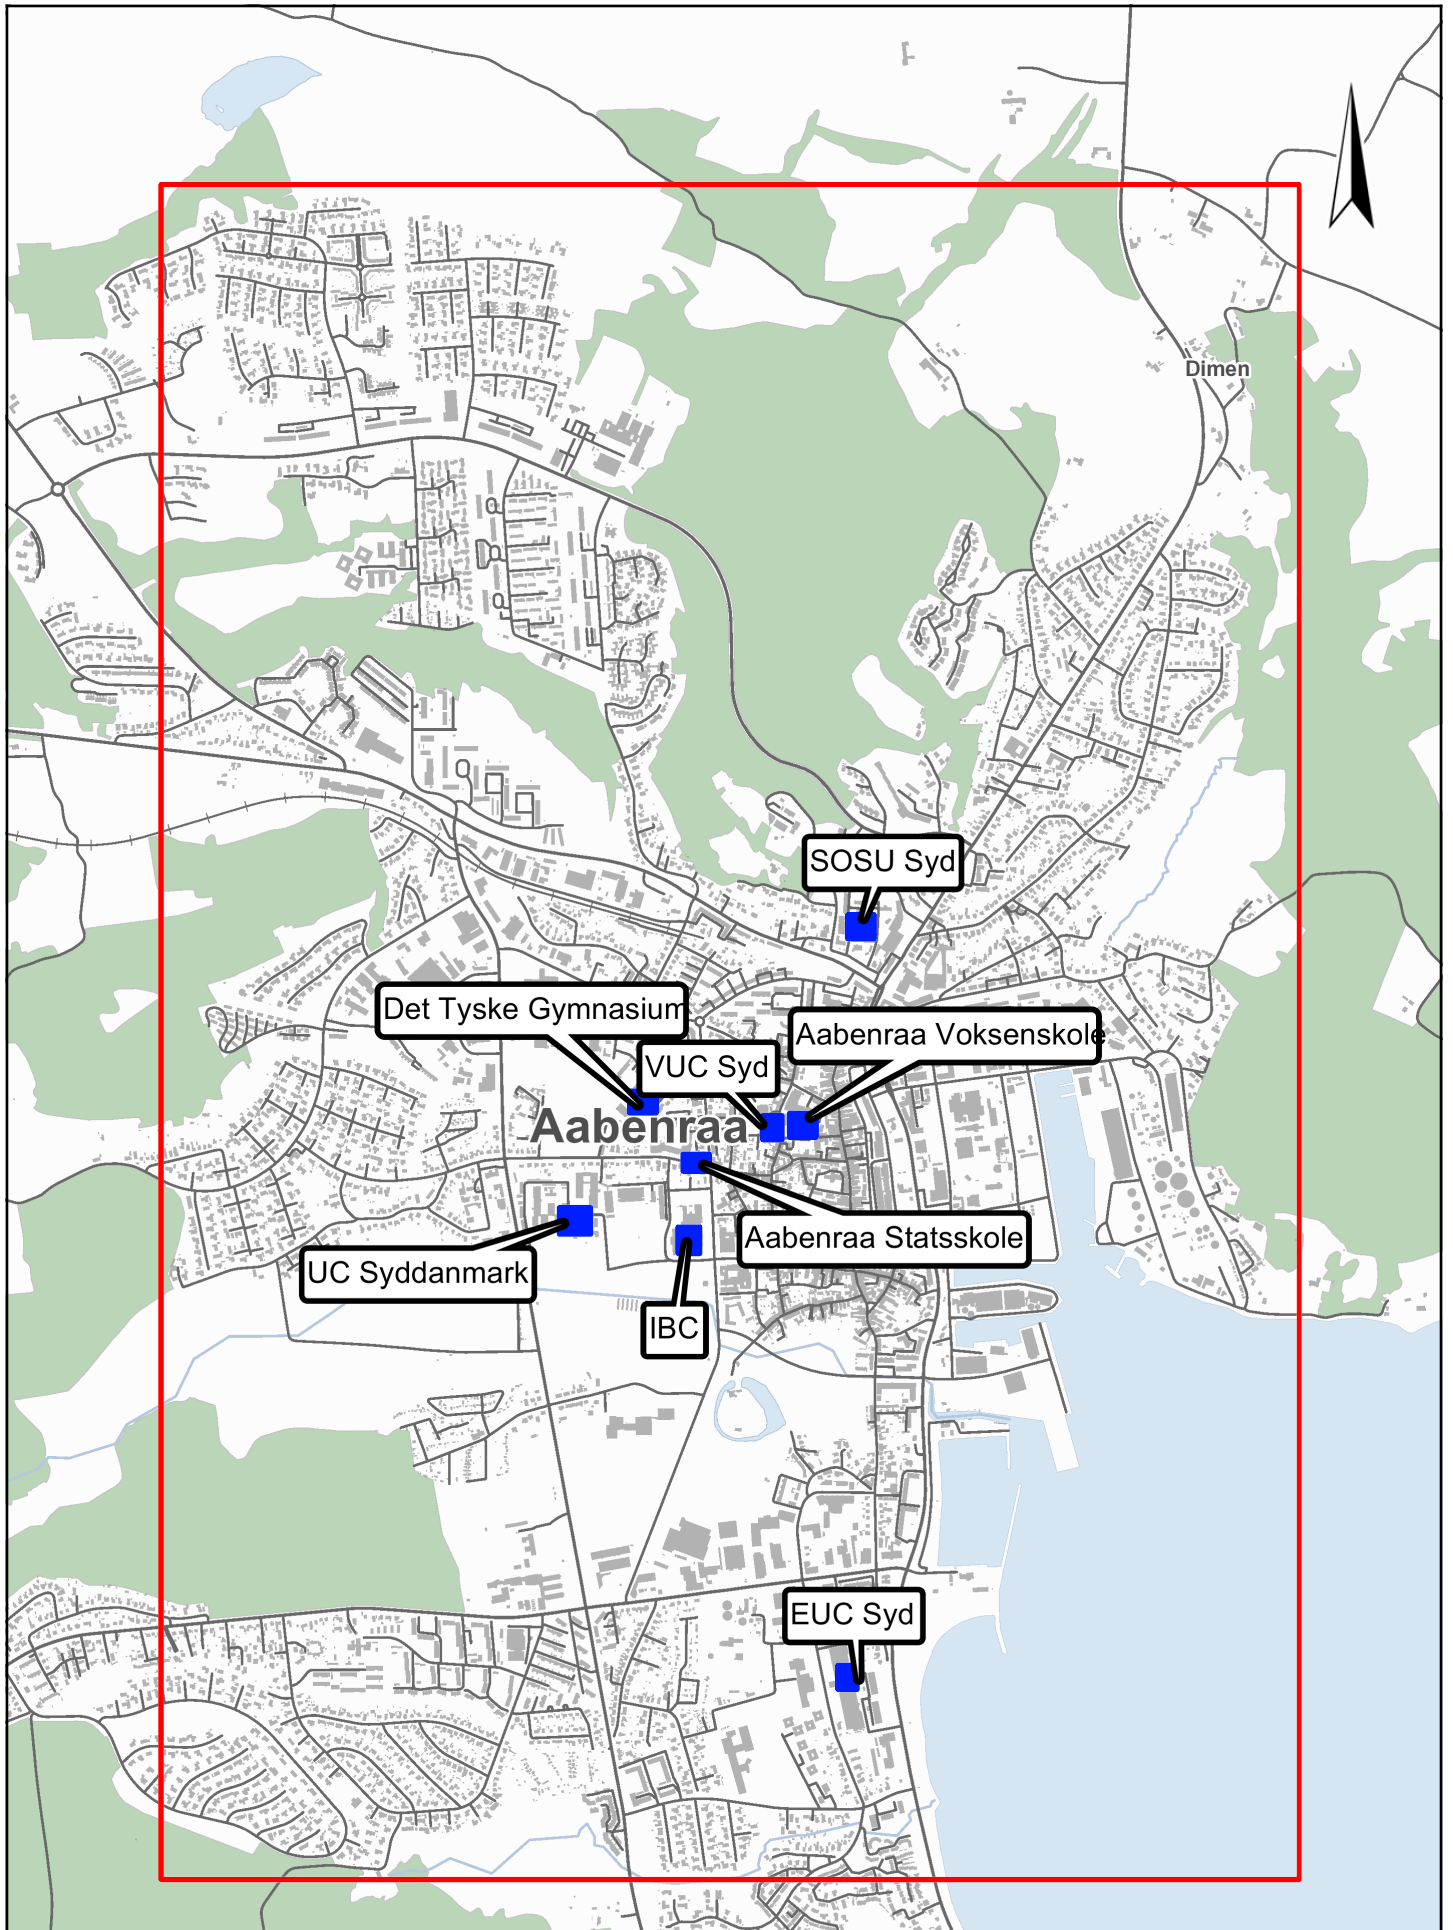 Dimen
SOSU Syd
Det Tyske Gymnasium
Aabenraa Voksenskole
VUC Syd
Aabenraa
Aabenraa Statsskole
UC Syddanmark
IBC
EUC Syd